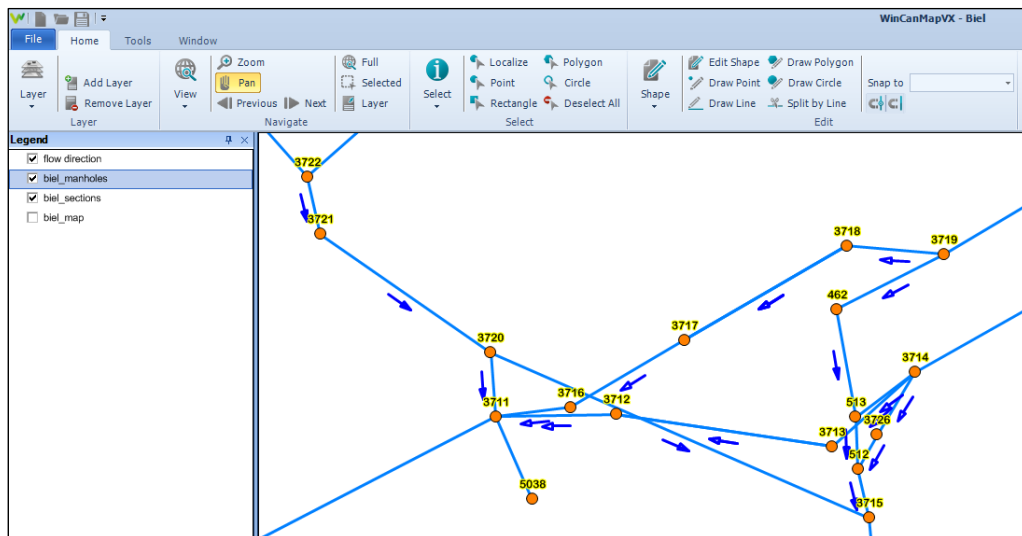 WinCanMapVX - Biel
File Home Tools Window
Layer
Add Layer
Remove Layer
Layer
View
Zoom
Pan
Previous Next
Full
Selected
Layer
Navigate
Select
Localize
Point
Rectangle
Polygon
Circle
Deselect All
Select
Shape
Edit Shape
Draw Point
Draw Line
Draw Polygon
Draw Circle
Split by Line
Snap to
Edit
Legend
flow direction
biel_manholes
biel_sections
biel_map
3722
3721
3718
3719
462
3717
3720
3714
3716
3712
3711
513
3726
3713
512
5038
3715